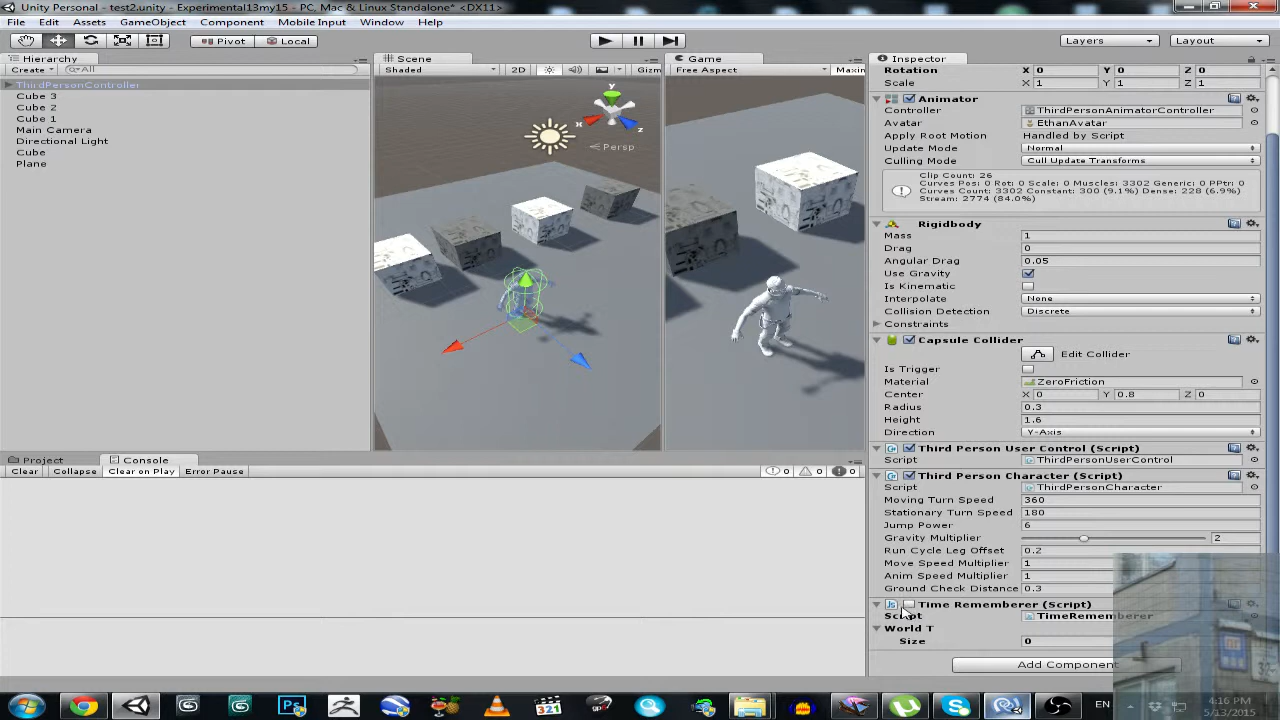 Unity Personal - test2.unity - Experimental13my15 - PC, Mac & Linux Standalone* <DX11>
File Edit Assets GameObject Component Mobile Input Window Help
Pivot Local Layers Layout
Hierarchy
Create All
ThirdPersonController
Cube 3
Cube 2
Cube 1
Main Camera
Directional Light
Cube
Plane
Scene
Shaded 2D Gizm
y
x
z
Persp
Game
Free Aspect Maxin
Inspector
Rotation X 0 Y 0 Z 0
Scale X 1 Y 1 Z 1
Animator
Controller ThirdPersonAnimatorController
Avatar EthanAvatar
Apply Root Motion Handled by Script
Update Mode Normal
Culling Mode Cull Update Transforms
Clip Count: 26
Curves Pos: 0 Rot: 0 Scale: 0 Muscles: 3302 Generic: 0 PPtr: 0
Curves Count: 3302 Constant: 300 (9.1%) Dense: 228 (6.9%)
Stream: 2774 (84.0%)
Rigidbody
Mass 1
Drag 0
Angular Drag 0.05
Use Gravity
Is Kinematic
Interpolate None
Collision Detection Discrete
Constraints
Capsule Collider
Edit Collider
Is Trigger
Material ZeroFriction
Center X 0 Y 0.8 Z 0
Radius 0.3
Height 1.6
Direction Y-Axis
Third Person User Control (Script)
Script ThirdPersonUserControl
Third Person Character (Script)
Script ThirdPersonCharacter
Moving Turn Speed 360
Stationary Turn Speed 180
Jump Power 6
Gravity Multiplier 2
Run Cycle Leg Offset 0.2
Move Speed Multiplier 1
Anim Speed Multiplier 1
Ground Check Distance 0.3
Js Time Rememberer (Script)
Script TimeRememberer
World T
Size 0
Add Component
Project Console
Clear Collapse Clear on Play Error Pause 0 0 0
321
EN
4:16 PM
5/13/2015